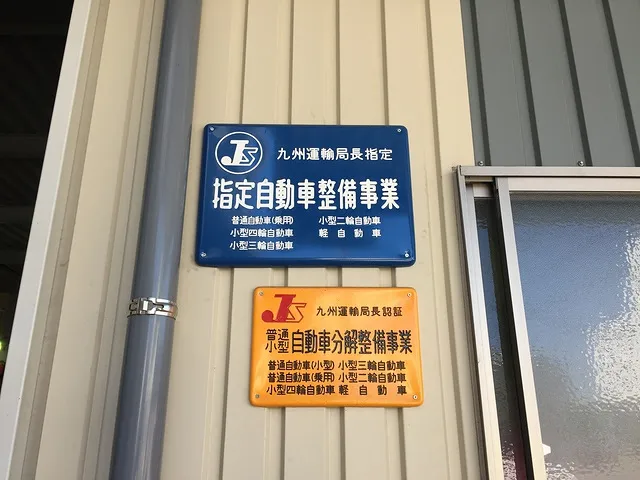 JS 九州運輸局長指定
指定自動車整備事業
普通自動車(乗用) 小型二輪自動車
小型四輪自動車 軽自動車
小型三輪自動車
JS 九州運輸局長認証
普通小型 自動車分解整備事業
普通自動車(小型) 小型三輪自動車
普通自動車(乗用) 小型二輪自動車
小型四輪自動車 軽自動車